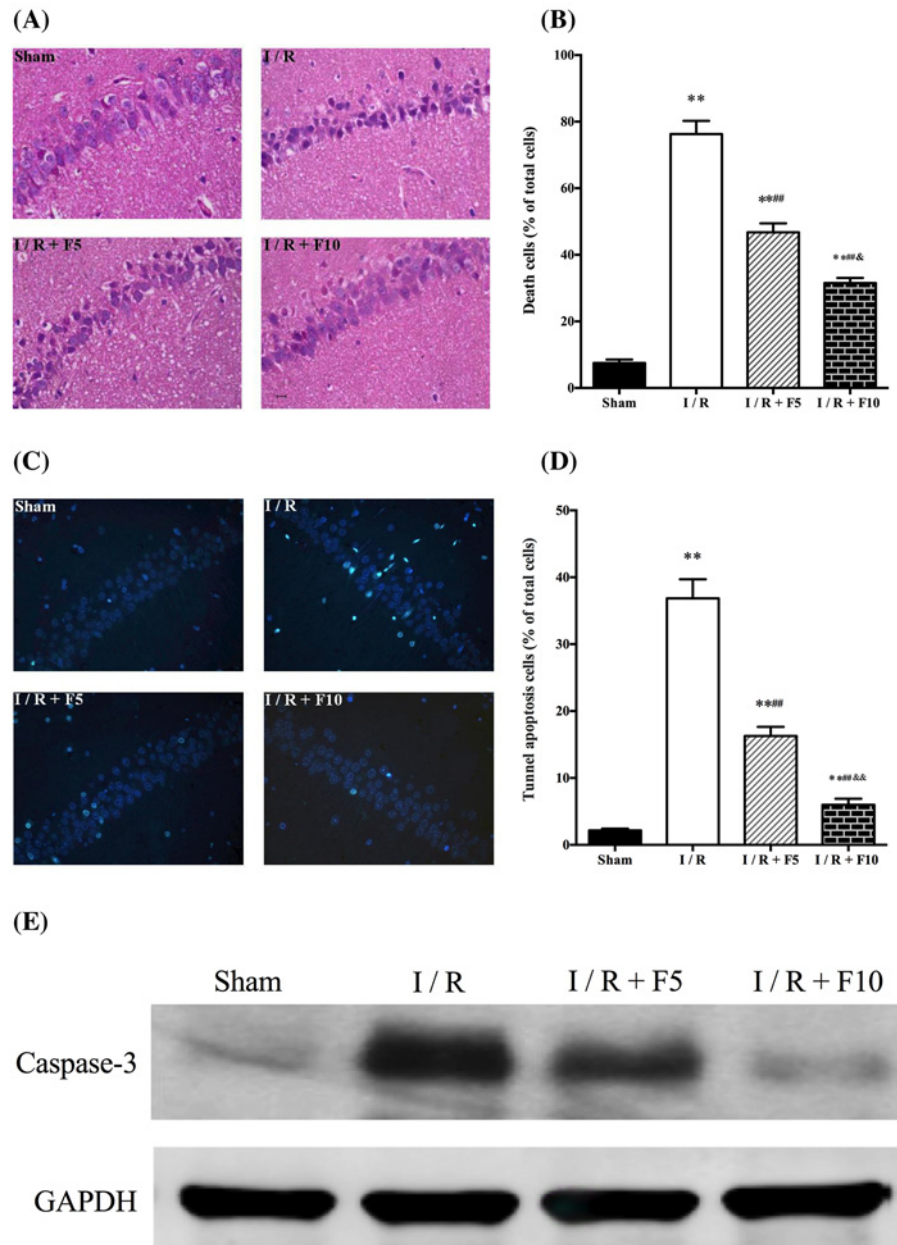 (A)
Sham
I / R
I / R + F5
I / R + F10
(B)
Death cells (% of total cells)
100
80
60
40
20
0
**
**##
**##&
Sham
I / R
I / R + F5
I / R + F10
(C)
Sham
I / R
I / R + F5
I / R + F10
(D)
Tunnel apoptosis cells (% of total cells)
50
40
30
20
10
0
**
**##
**##&&
Sham
I / R
I / R + F5
I / R + F10
(E)
Sham
I / R
I / R + F5
I / R + F10
Caspase-3
GAPDH